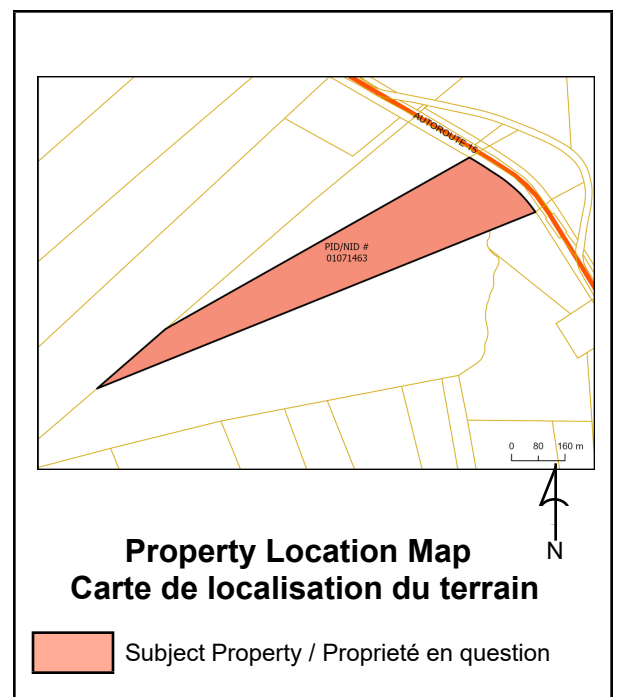 AUTOROUTE 15
PID/NID #
01071463
0 80 160 m
N
Property Location Map
Carte de localisation du terrain
Subject Property / Proprieté en question